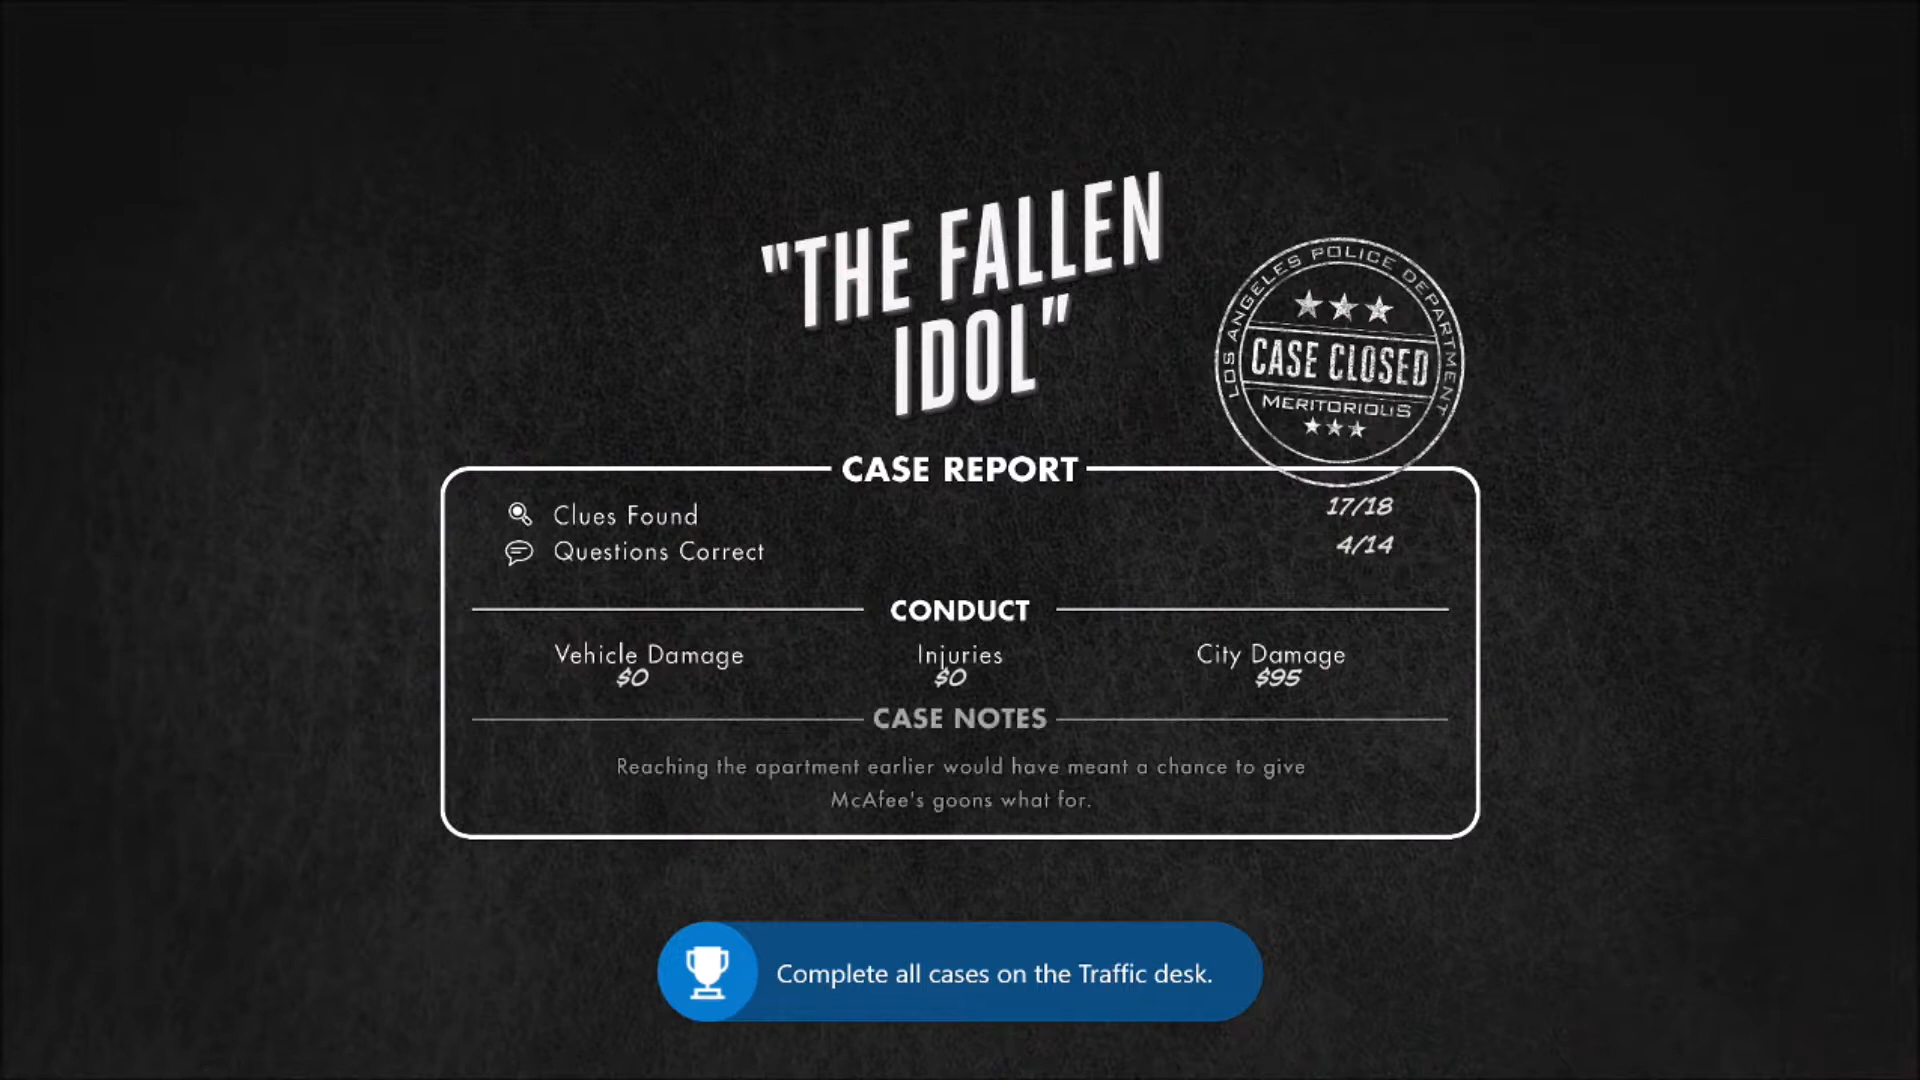 "THE FALLEN
IDOL"
LOS ANGELES POLICE DEPARTMENT
CASE CLOSED
MERITORIOUS
CASE REPORT
Clues Found 17/18
Questions Correct 4/14
CONDUCT
Vehicle Damage Injuries City Damage
$0 $0 $95
CASE NOTES
Reaching the apartment earlier would have meant a chance to give
McAfee's goons what for.
Complete all cases on the Traffic desk.